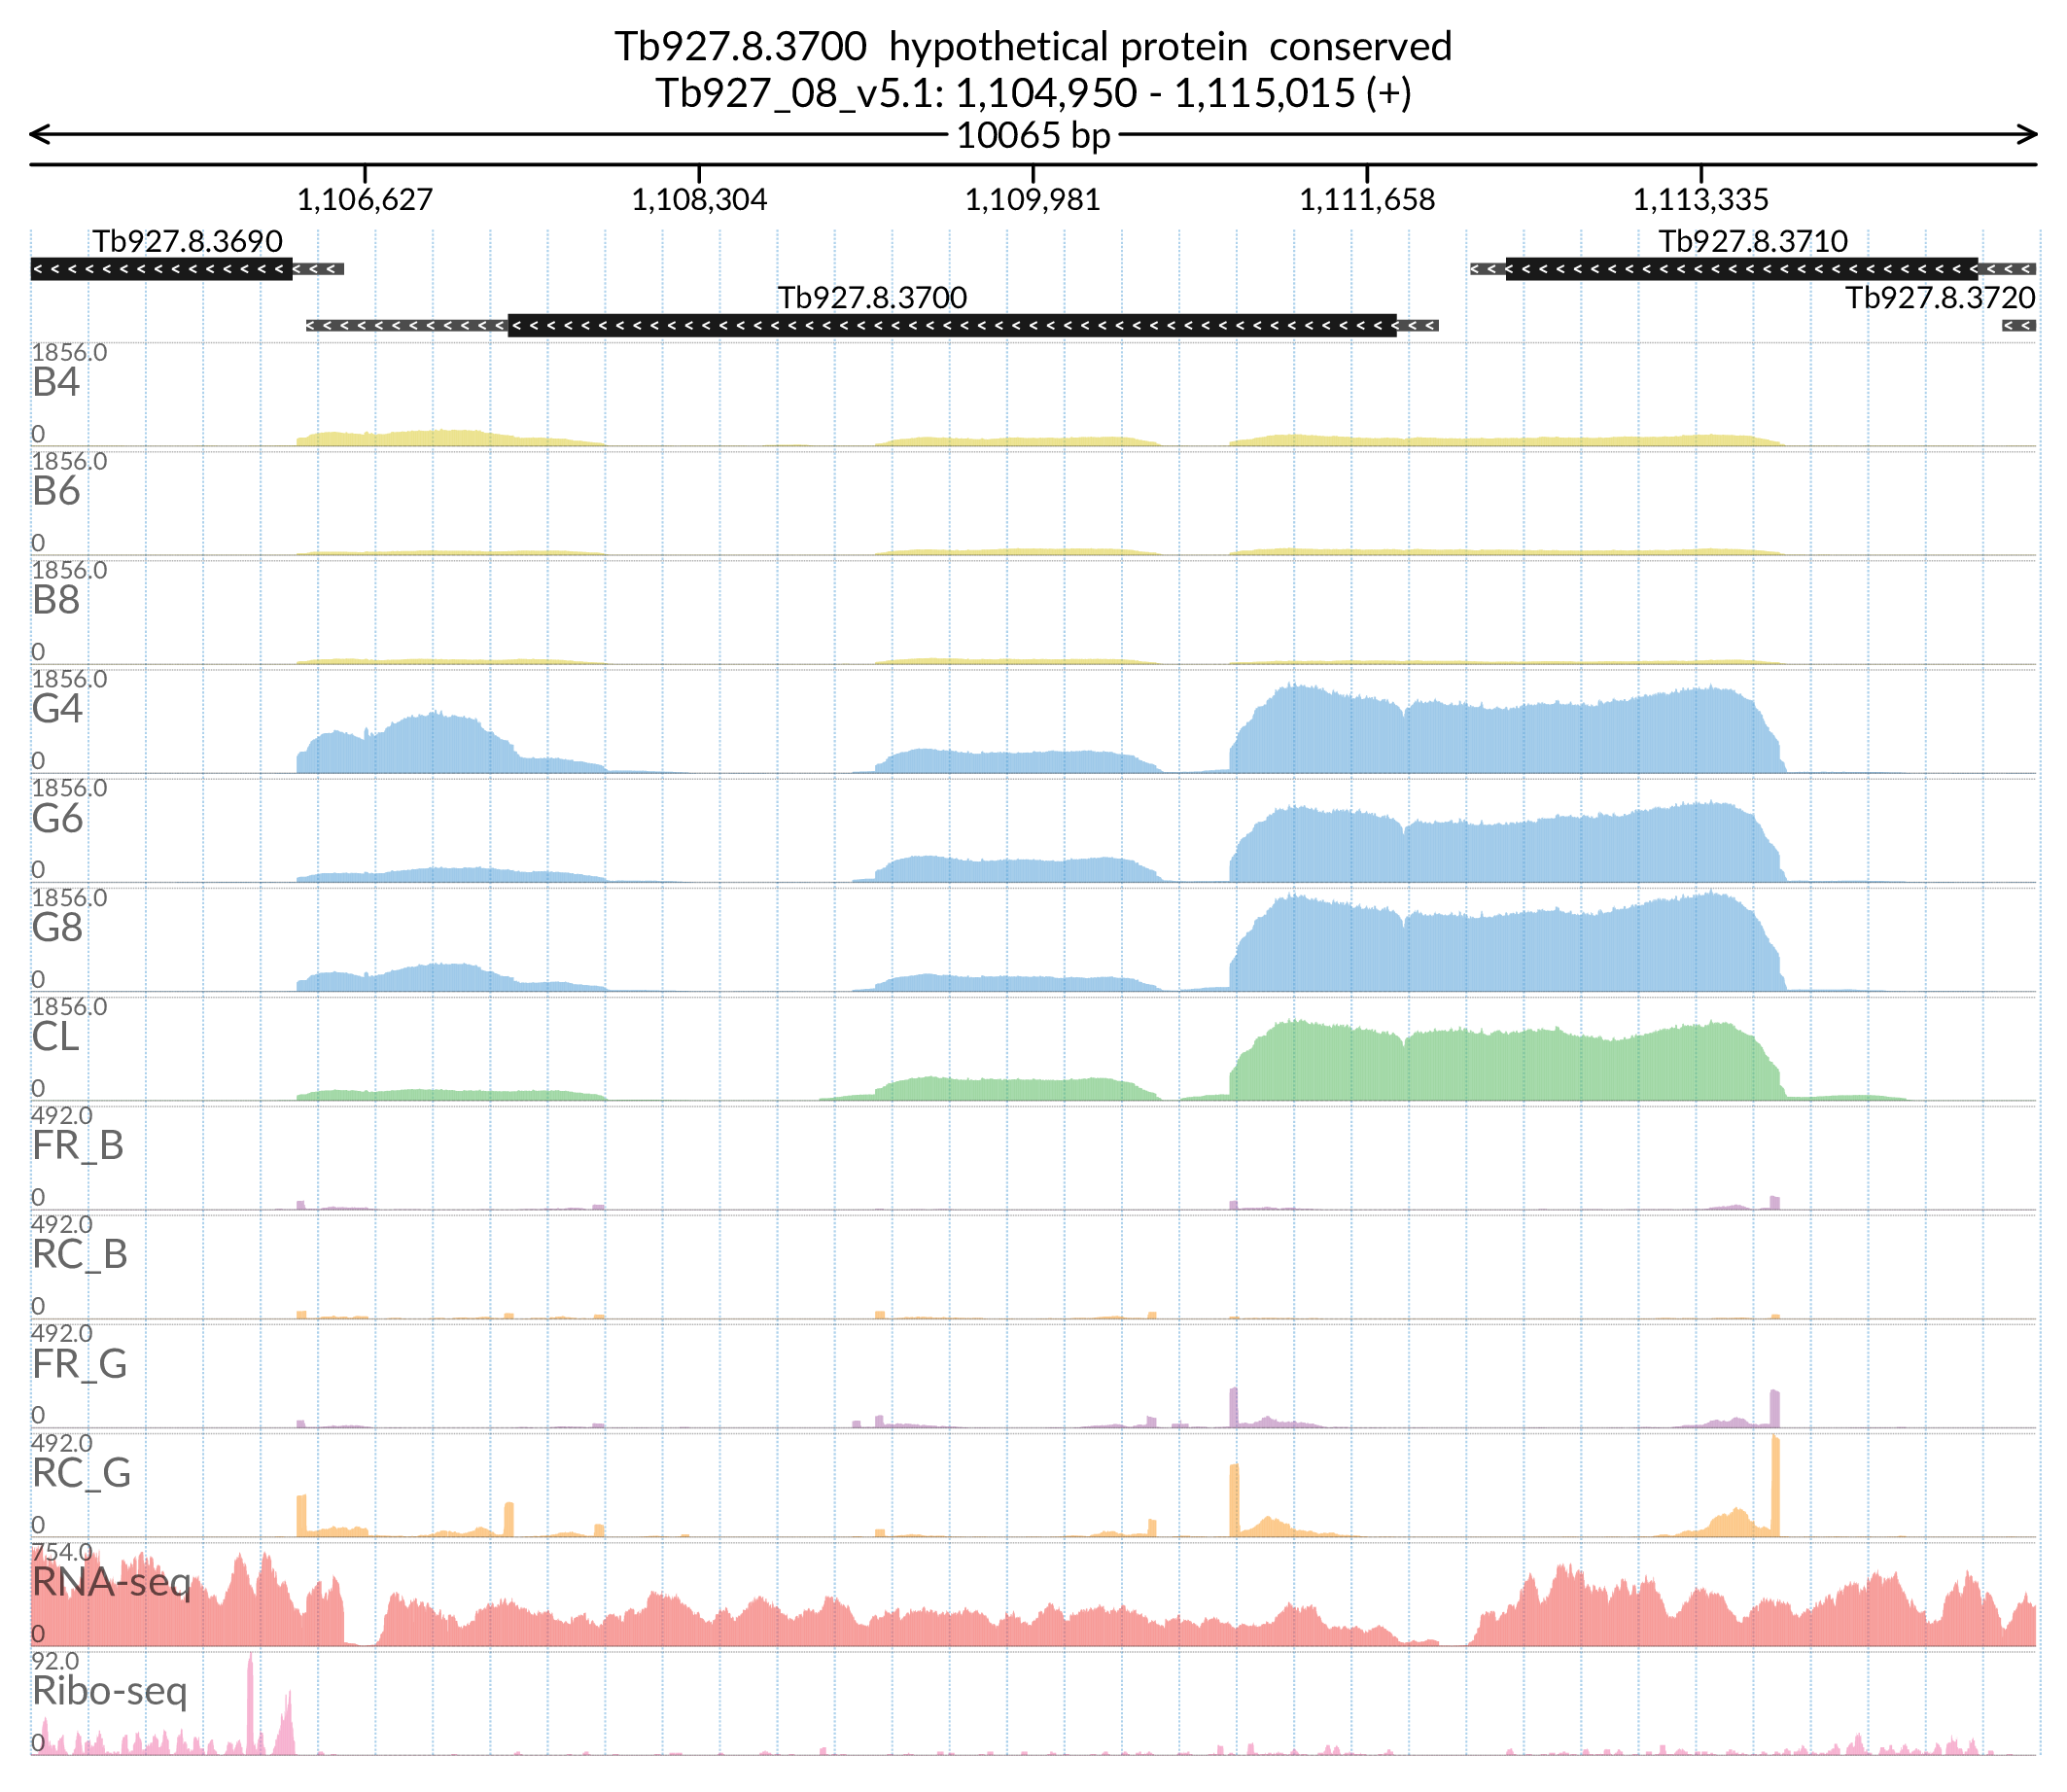 Tb927.8.3700  hypothetical protein  conserved
Tb927_08_v5.1: 1,104,950 - 1,115,015 (+)
10065 bp
1,106,627 1,108,304 1,109,981 1,111,658 1,113,335
Tb927.8.3690 Tb927.8.3710
Tb927.8.3700 Tb927.8.3720
1856.0
B4
0
1856.0
B6
0
1856.0
B8
0
1856.0
G4
0
1856.0
G6
0
1856.0
G8
0
1856.0
CL
0
492.0
FR_B
0
492.0
RC_B
0
492.0
FR_G
0
492.0
RC_G
0
754.0
RNA-seq
0
92.0
Ribo-seq
0